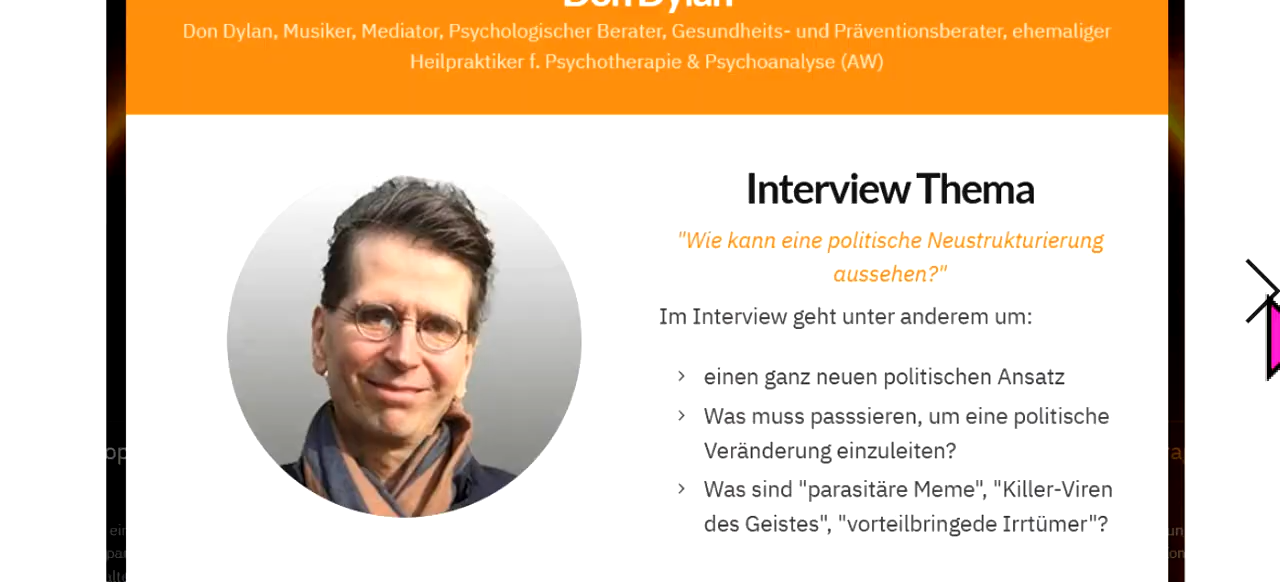 Don Dylan
Don Dylan, Musiker, Mediator, Psychologischer Berater, Gesundheits- und Präventionsberater, ehemaliger
Heilpraktiker f. Psychotherapie & Psychoanalyse (AW)
Interview Thema
"Wie kann eine politische Neustrukturierung
aussehen?"
Im Interview geht unter anderem um:
einen ganz neuen politischen Ansatz
Was muss passsieren, um eine politische
Veränderung einzuleiten?
Was sind "parasitäre Meme", "Killer-Viren
des Geistes", "vorteilbringede Irrtümer"?